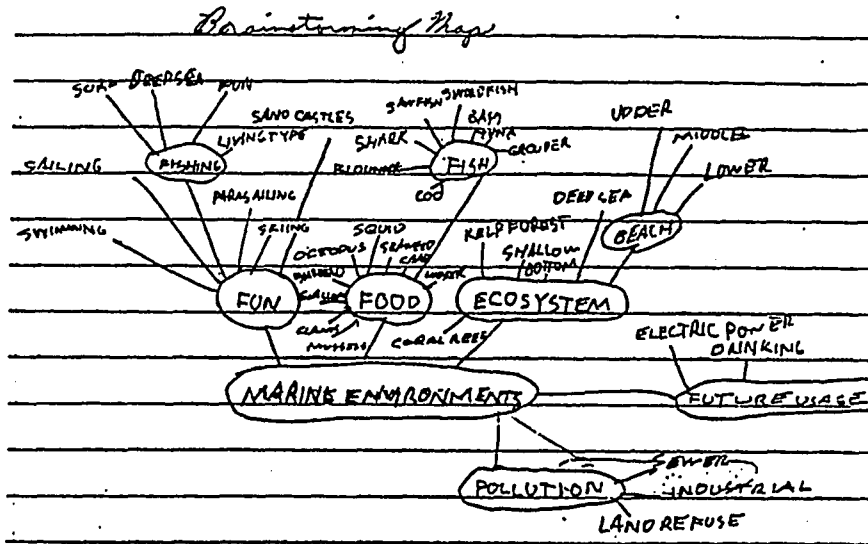 Brainstorming Map
SURF DEEPSEA FUN
SAND CASTLES
LIVING TYPE
FISHING
SAILING
SWIMMING
PARASAILING
SKIING
FUN
SWORDFISH
BASS
TUNA
GROUPER
SHARK
FISH
COD
OCTOPUS
SQUID
SEAWEED
CLAMS
MUSSELS
FOOD
UPPER
MIDDLE
LOWER
BEACH
DEEP SEA
KELP FOREST
SHALLOW
BOTTOM
ECOSYSTEM
CORAL REEF
ELECTRIC POWER
DRINKING
MARINE ENVIRONMENTS
FUTURE USAGE
SEWER
POLLUTION
INDUSTRIAL
LAND REFUSE